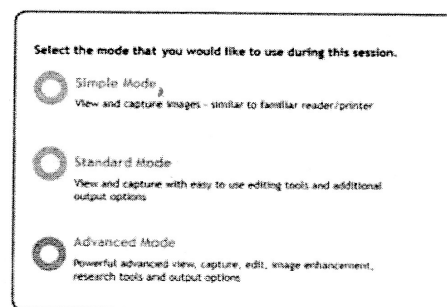 Select the mode that you would like to use during this session.
Simple Mode
View and capture images - similar to familiar reader/printer
Standard Mode
View and capture with easy to use editing tools and additional
output options
Advanced Mode
Powerful advanced view, capture, edit, image enhancement,
research tools and output options